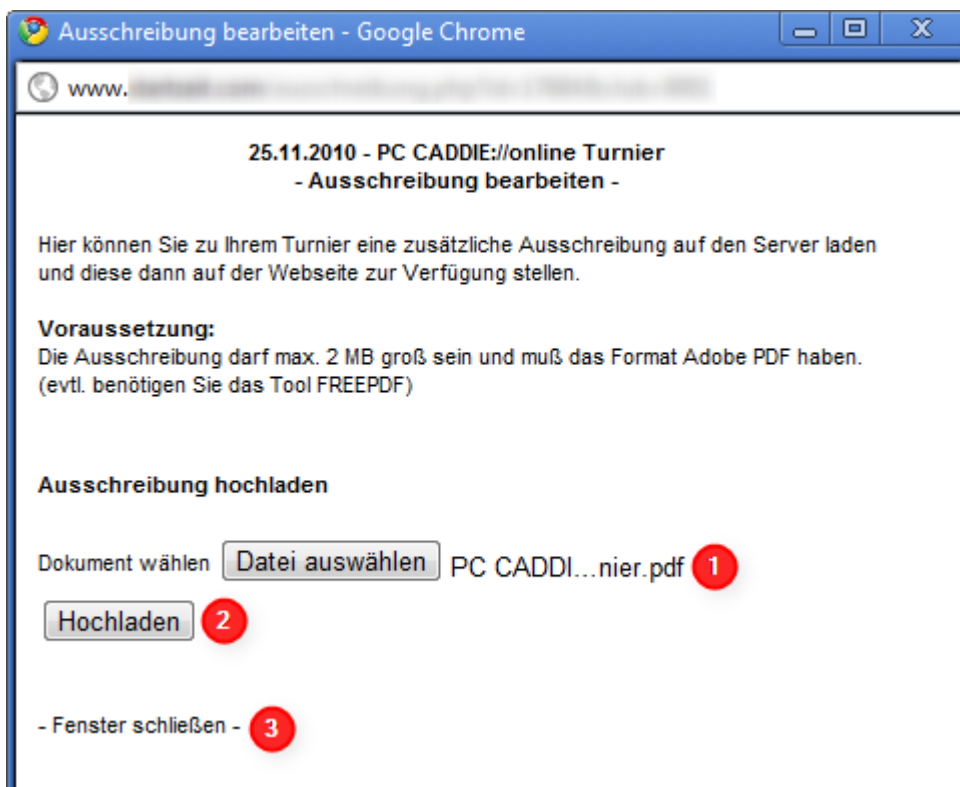 Ausschreibung bearbeiten - Google Chrome
www.
25.11.2010 - PC CADDIE://online Turnier
- Ausschreibung bearbeiten -
Hier können Sie zu Ihrem Turnier eine zusätzliche Ausschreibung auf den Server laden
und diese dann auf der Webseite zur Verfügung stellen.
Voraussetzung:
Die Ausschreibung darf max. 2 MB groß sein und muß das Format Adobe PDF haben.
(evtl. benötigen Sie das Tool FREEPDF)
Ausschreibung hochladen
Dokument wählen Datei auswählen PC CADDI...nier.pdf 1
Hochladen 2
- Fenster schließen - 3